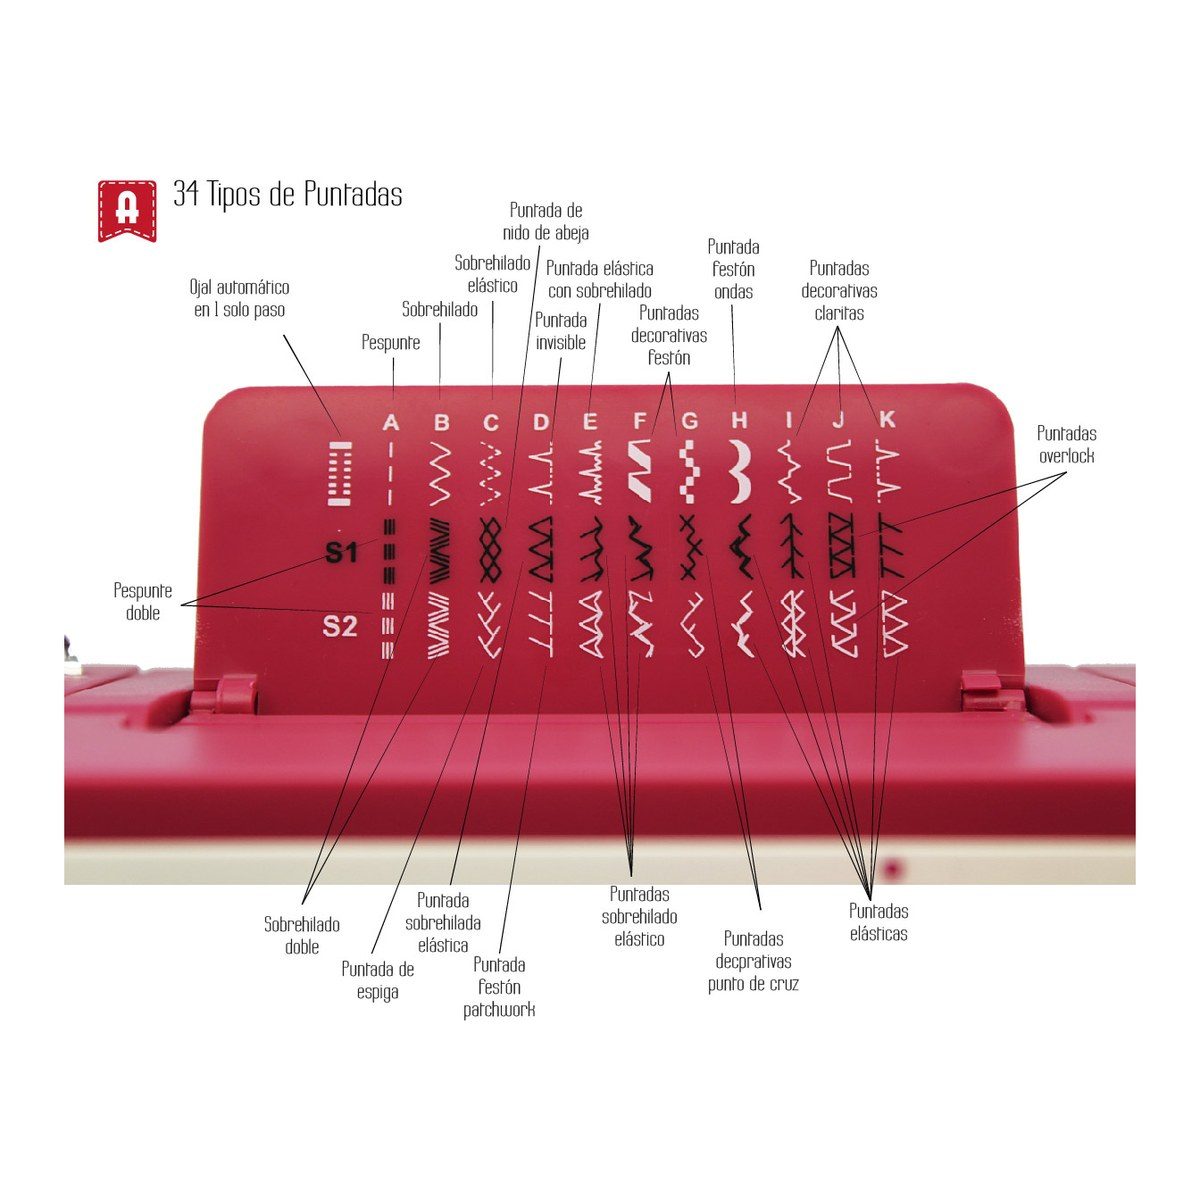 A
34 Tipos de Puntadas
Puntada de
nido de abeja
Sobrehilado
elástico
Puntada elástica
con sobrehilado
Puntada
festón
ondas
Puntadas
decorativas
claritas
Ojal automático
en 1 solo paso
Sobrehilado
Pespunte
Puntada
invisible
Puntadas
decorativas
festón
A B C D E F G H I J K
Puntadas
overlock
S1
Pespunte
doble
S2
Sobrehilado
doble
Puntada de
espiga
Puntada
sobrehilada
elástica
Puntada
festón
patchwork
Puntadas
sobrehilado
elástico
Puntadas
decprativas
punto de cruz
Puntadas
elásticas